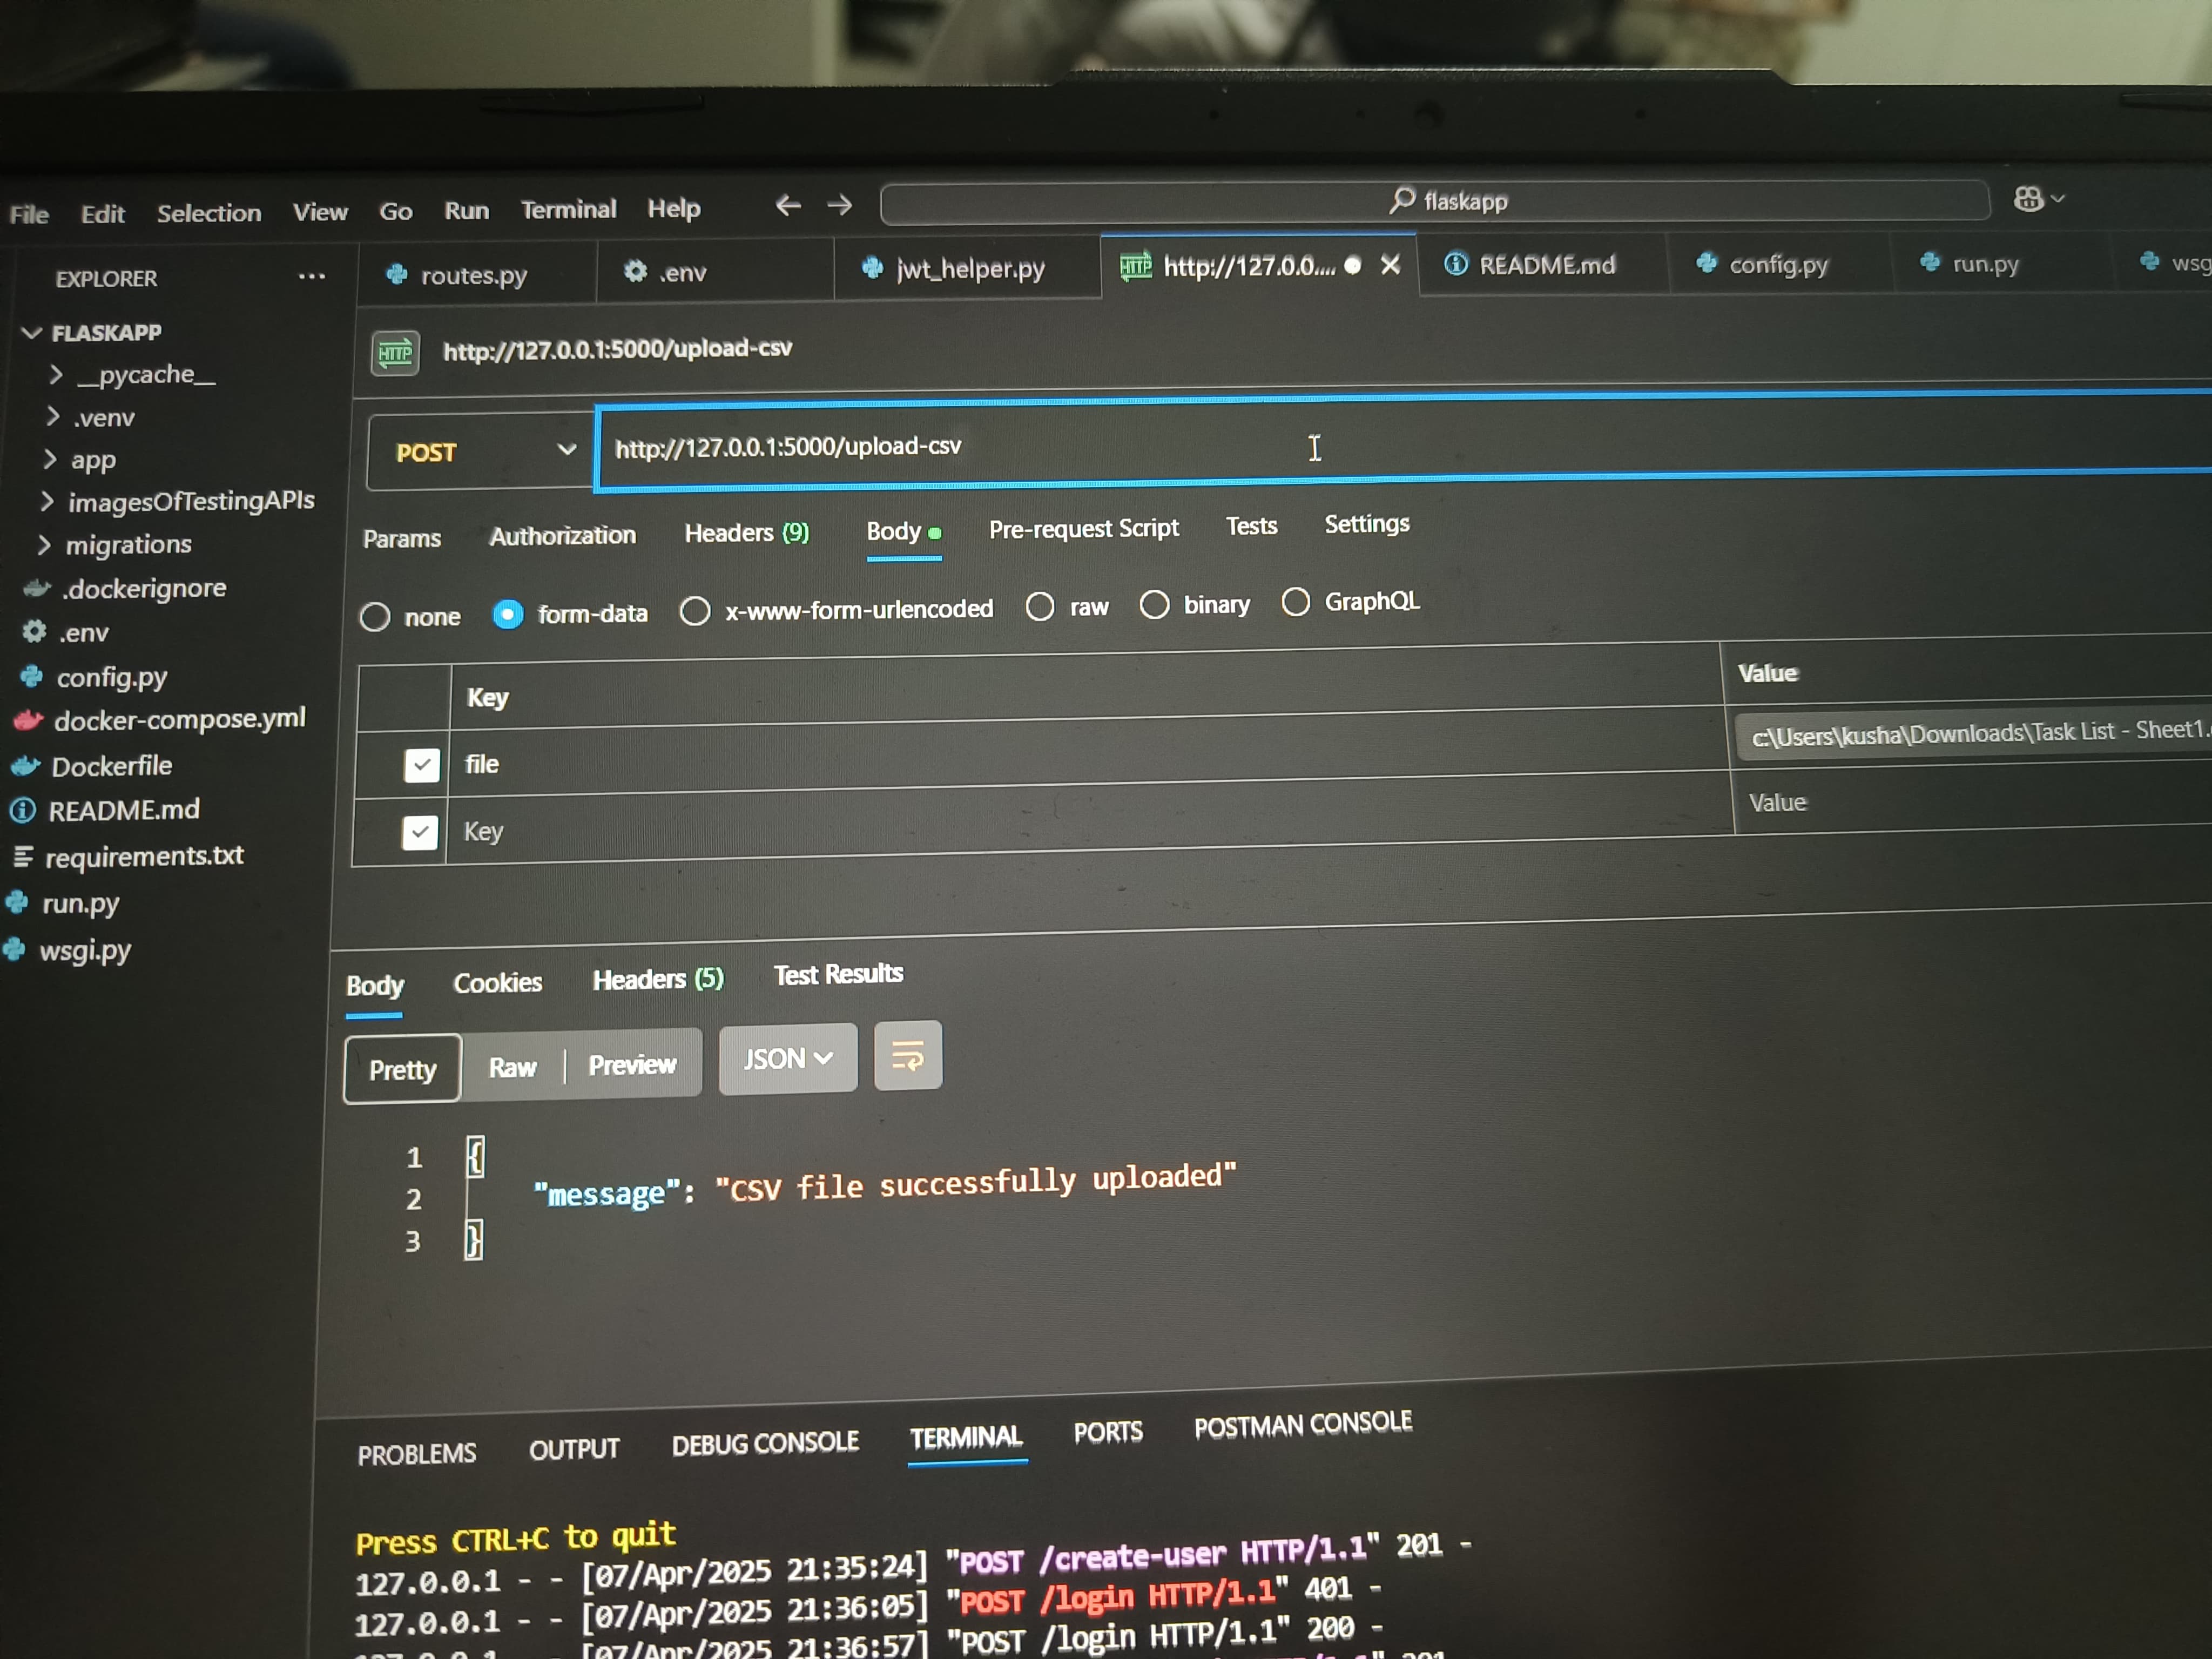 File Edit Selection View Go Run Terminal Help flaskapp
EXPLORER ... routes.py .env jwt_helper.py HTTP http://127.0.0.... README.md config.py run.py
FLASKAPP
__pycache__
.venv
app
imagesOfTestingAPIs
migrations
.dockerignore
.env
config.py
docker-compose.yml
Dockerfile
README.md
requirements.txt
run.py
wsgi.py
HTTP http://127.0.0.1:5000/upload-csv
POST http://127.0.0.1:5000/upload-csv
Params Authorization Headers (9) Body Pre-request Script Tests Settings
none form-data x-www-form-urlencoded raw binary GraphQL
Key Value
file c:\Users\kusha\Downloads\Task List - Sheet1.
Key Value
Body Cookies Headers (5) Test Results
Pretty Raw Preview JSON
1 {
2 "message": "CSV file successfully uploaded"
3 }
PROBLEMS OUTPUT DEBUG CONSOLE TERMINAL PORTS POSTMAN CONSOLE
Press CTRL+C to quit
127.0.0.1 - - [07/Apr/2025 21:35:24] "POST /create-user HTTP/1.1" 201 -
127.0.0.1 - - [07/Apr/2025 21:36:05] "POST /login HTTP/1.1" 401 -
127.0.0.1 - - [07/Apr/2025 21:36:57] "POST /login HTTP/1.1" 200 -